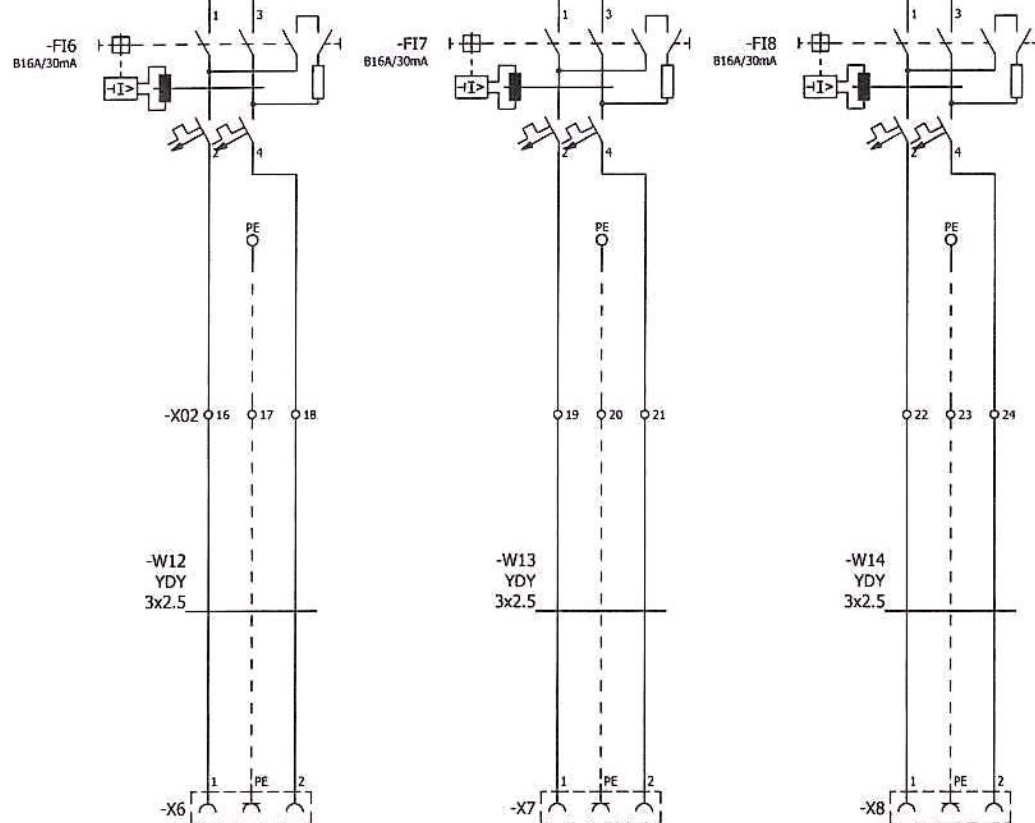 1 3
-FI6
B16A/30mA
-I>
2 4
PE
-X02 16 17 18
-W12
YDY
3x2.5
1 PE 2
-X6
1 3
-FI7
B16A/30mA
-I>
2 4
PE
19 20 21
-W13
YDY
3x2.5
1 PE 2
-X7
1 3
-FI8
B16A/30mA
-I>
2 4
PE
22 23 24
-W14
YDY
3x2.5
1 PE 2
-X8